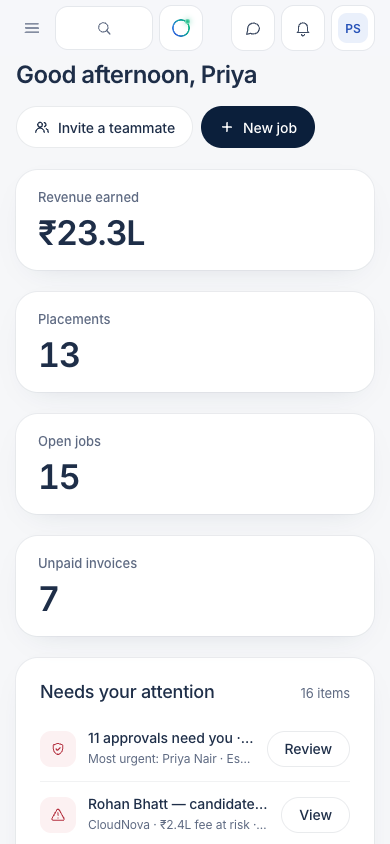 PS
Good afternoon, Priya
Invite a teammate
New job
Revenue earned
₹23.3L
Placements
13
Open jobs
15
Unpaid invoices
7
Needs your attention
16 items
11 approvals need you ·...
Most urgent: Priya Nair · Es...
Review
Rohan Bhatt — candidate...
CloudNova · ₹2.4L fee at risk ·...
View